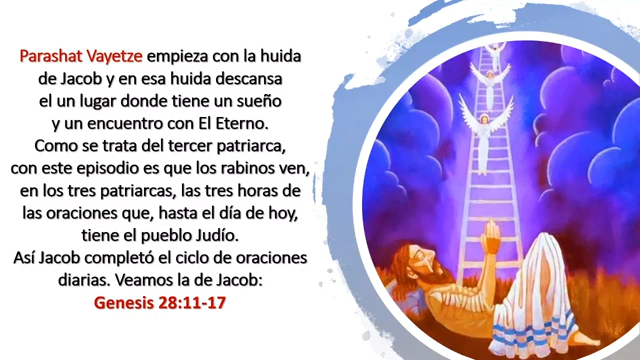 Parashat Vayetze empieza con la huida
de Jacob y en esa huida descansa
el un lugar donde tiene un sueño
y un encuentro con El Eterno.
Como se trata del tercer patriarca,
con este episodio es que los rabinos ven,
en los tres patriarcas, las tres horas de
las oraciones que, hasta el día de hoy,
tiene el pueblo Judío.
Así Jacob completó el ciclo de oraciones
diarias. Veamos la de Jacob:
Genesis 28:11-17